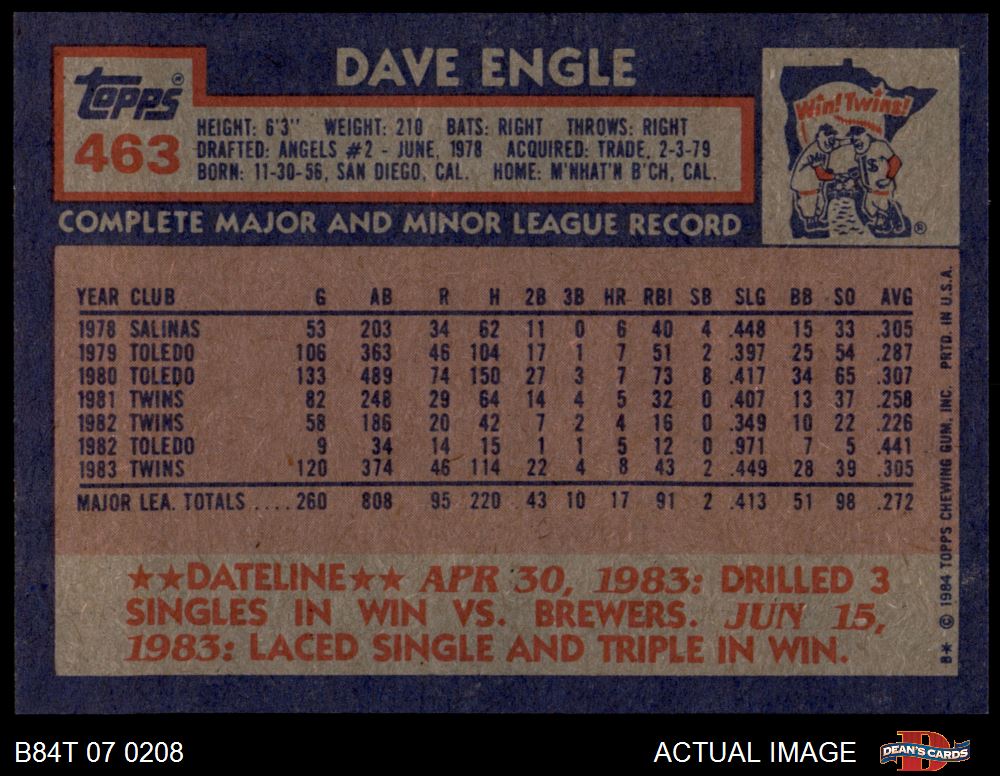 DAVE ENGLE
Topps®
463
HEIGHT: 6'3" WEIGHT: 210 BATS: RIGHT THROWS: RIGHT
DRAFTED: ANGELS #2 - JUNE, 1978 ACQUIRED: TRADE, 2-3-79
BORN: 11-30-56, SAN DIEGO, CAL. HOME: M'NHAT'N B'CH, CAL.
Win! Twins!
$
®
COMPLETE MAJOR AND MINOR LEAGUE RECORD
YEAR CLUB G AB R H 2B 3B HR RBI SB SLG BB SO AVG
1978 SALINAS 53 203 34 62 11 0 6 40 4 .448 15 33 .305
1979 TOLEDO 106 363 46 104 17 1 7 51 2 .397 25 54 .287
1980 TOLEDO 133 489 74 150 27 3 7 73 8 .417 34 65 .307
1981 TWINS 82 248 29 64 14 4 5 32 0 .407 13 37 .258
1982 TWINS 58 186 20 42 7 2 4 16 0 .349 10 22 .226
1982 TOLEDO 9 34 14 15 1 1 5 12 0 .971 7 5 .441
1983 TWINS 120 374 46 114 22 4 8 43 2 .449 28 39 .305
MAJOR LEA. TOTALS .... 260 808 95 220 43 10 17 91 2 .413 51 98 .272
★★DATELINE★★ APR 30, 1983: DRILLED 3
SINGLES IN WIN VS. BREWERS. JUN 15,
1983: LACED SINGLE AND TRIPLE IN WIN.
B* © 1984 TOPPS CHEWING GUM, INC. PRTD. IN U.S.A.
B84T 07 0208
ACTUAL IMAGE
D
DEAN'S CARDS